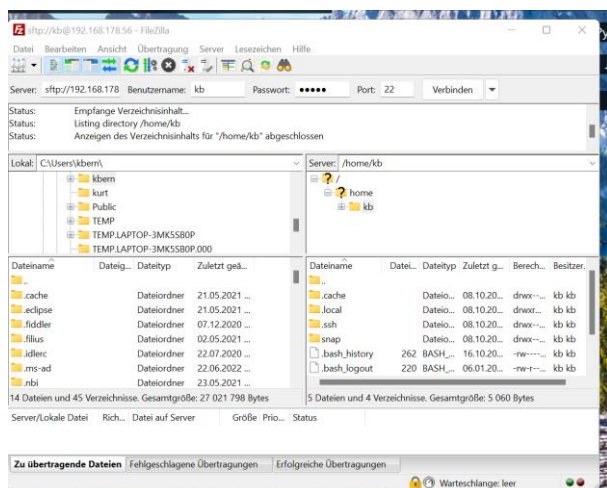 sftp://kb@192.168.178.56 - FileZilla
Datei Bearbeiten Ansicht Übertragung Server Lesezeichen Hilfe
Server: sftp://192.168.178 Benutzername: kb Passwort: ●●●●● Port: 22 Verbinden
Status: Empfange Verzeichnisinhalt...
Status: Listing directory /home/kb
Status: Anzeigen des Verzeichnisinhalts für "/home/kb" abgeschlossen
Lokal: C:\Users\kbern\ Server: /home/kb
kbern /
kurt ? home
Public kb
TEMP
TEMP.LAPTOP-3MK5SB0P
TEMP.LAPTOP-3MK5SB0P.000
Dateiname Dateig... Dateityp Zuletzt geä... Dateiname Datei... Dateityp Zuletzt g... Berech... Besitzer.
.. ..
.cache Dateiordner 21.05.2021 ... .cache Dateio... 08.10.20... drwx--... kb kb
.eclipse Dateiordner 21.05.2021 ... .local Dateio... 08.10.20... drwxr... kb kb
.fiddler Dateiordner 07.12.2020 ... .ssh Dateio... 08.10.20... drwx--... kb kb
.filius Dateiordner 02.05.2021 ... snap Dateio... 08.10.20... drwx--... kb kb
.idlerc Dateiordner 22.07.2020 ... .bash_history 262 BASH_... 16.10.20... -rw----... kb kb
.ms-ad Dateiordner 22.06.2022 ... .bash_logout 220 BASH_... 06.01.20... -rw-r--... kb kb
.nbi Dateiordner 23.05.2021 ...
14 Dateien und 45 Verzeichnisse. Gesamtgröße: 27 021 798 Bytes 5 Dateien und 4 Verzeichnisse. Gesamtgröße: 5 060 Bytes
Server/Lokale Datei Rich... Datei auf Server Größe Prio... Status
Zu übertragende Dateien Fehlgeschlagene Übertragungen Erfolgreiche Übertragungen
Warteschlange: leer